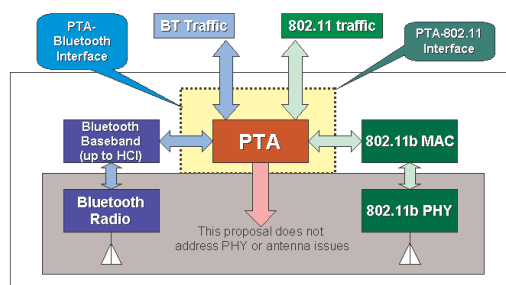 PTA-
Bluetooth
Interface
BT Traffic
802.11 traffic
PTA-802.11
Interface
Bluetooth
Baseband
(up to HCI)
PTA
802.11b MAC
Bluetooth
Radio
This proposal does not
address PHY or antenna issues
802.11b PHY